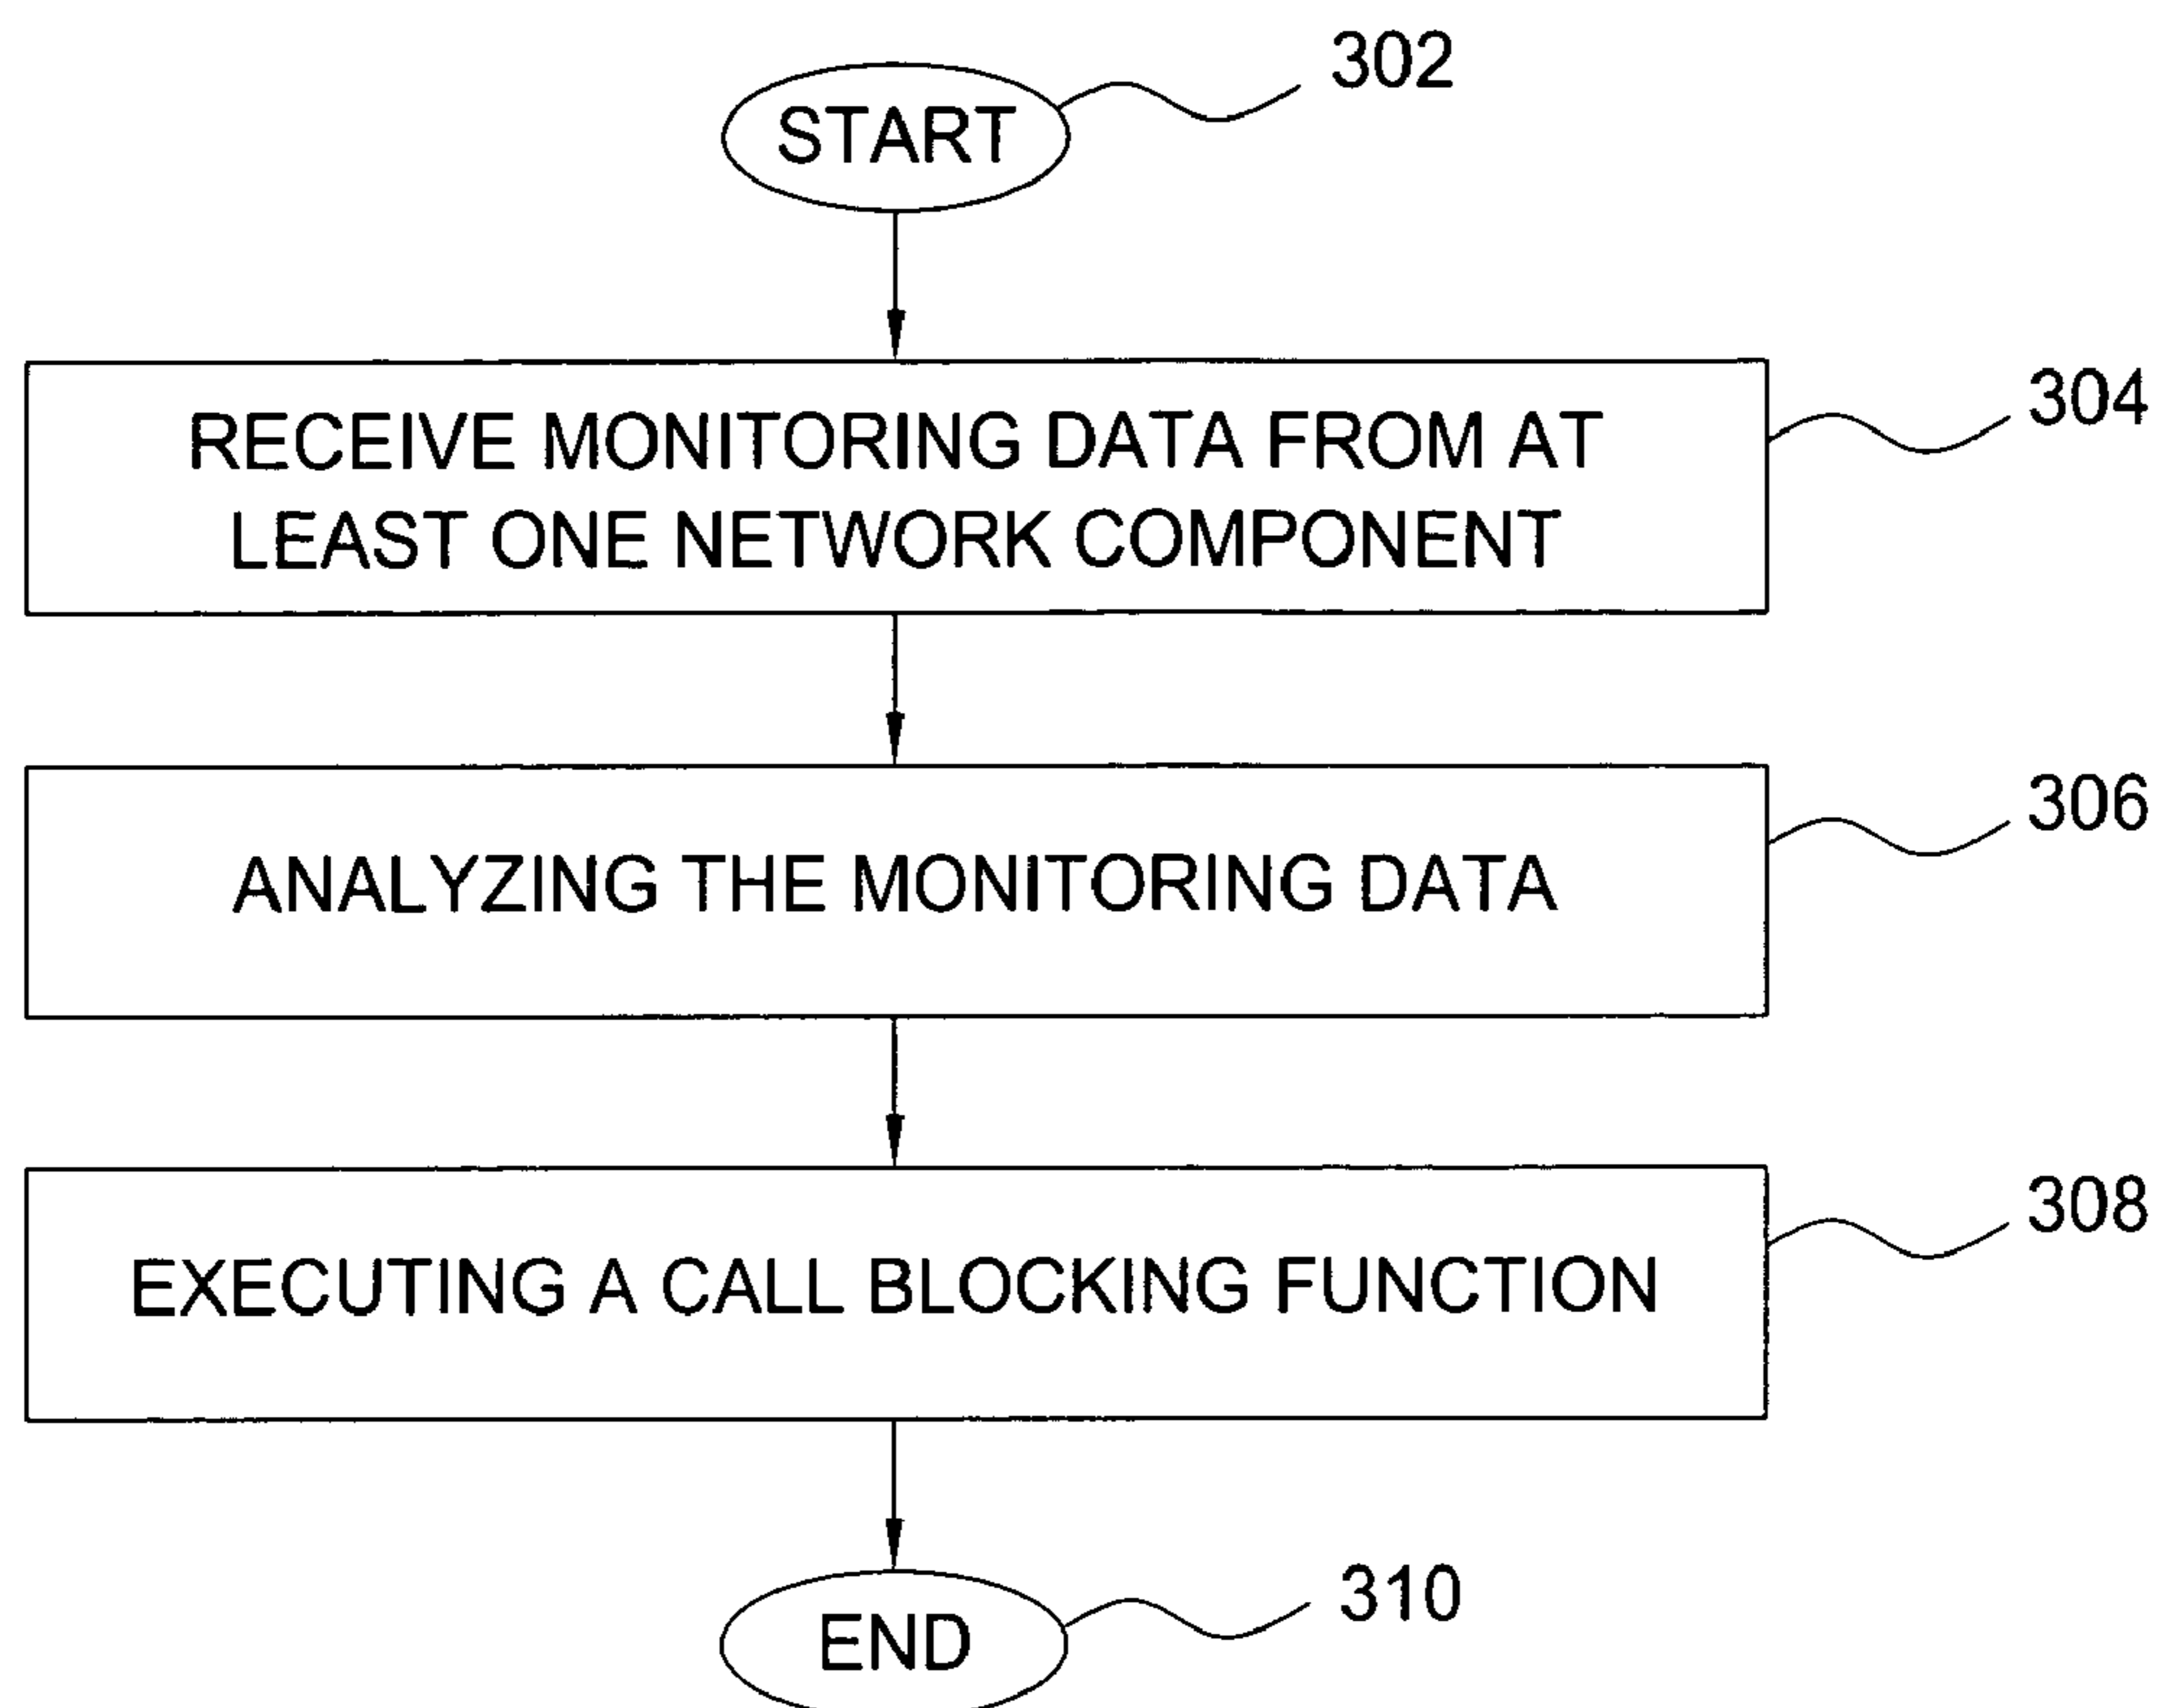 302
START
304
RECEIVE MONITORING DATA FROM AT
LEAST ONE NETWORK COMPONENT
306
ANALYZING THE MONITORING DATA
308
EXECUTING A CALL BLOCKING FUNCTION
310
END